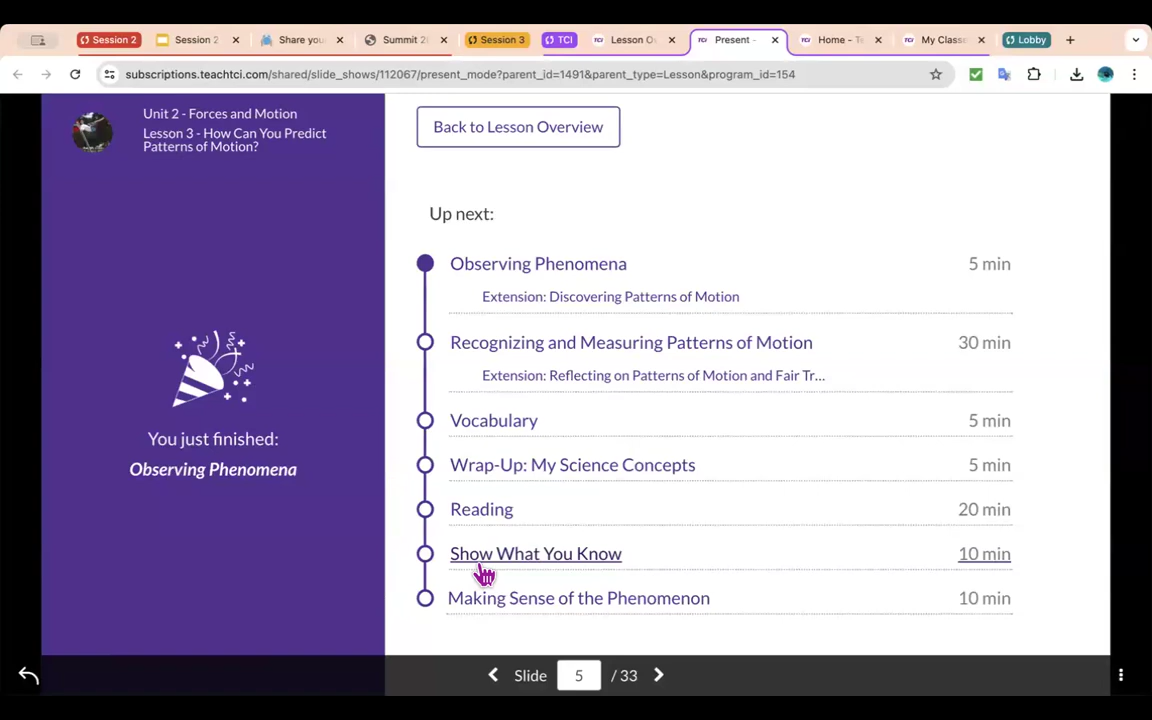 Session 2
Session 2
Share you
Summit 2
Session 3
TCI
Lesson O
Present -
Home - T
My Class
Lobby
subscriptions.teachtci.com/shared/slide_shows/112067/present_mode?parent_id=1491&parent_type=Lesson&program_id=154
Unit 2 - Forces and Motion
Lesson 3 - How Can You Predict
Patterns of Motion?
Back to Lesson Overview
Up next:
Observing Phenomena 5 min
Extension: Discovering Patterns of Motion
Recognizing and Measuring Patterns of Motion 30 min
Extension: Reflecting on Patterns of Motion and Fair Tr...
Vocabulary 5 min
Wrap-Up: My Science Concepts 5 min
Reading 20 min
Show What You Know 10 min
Making Sense of the Phenomenon 10 min
You just finished:
Observing Phenomena
Slide 5 / 33